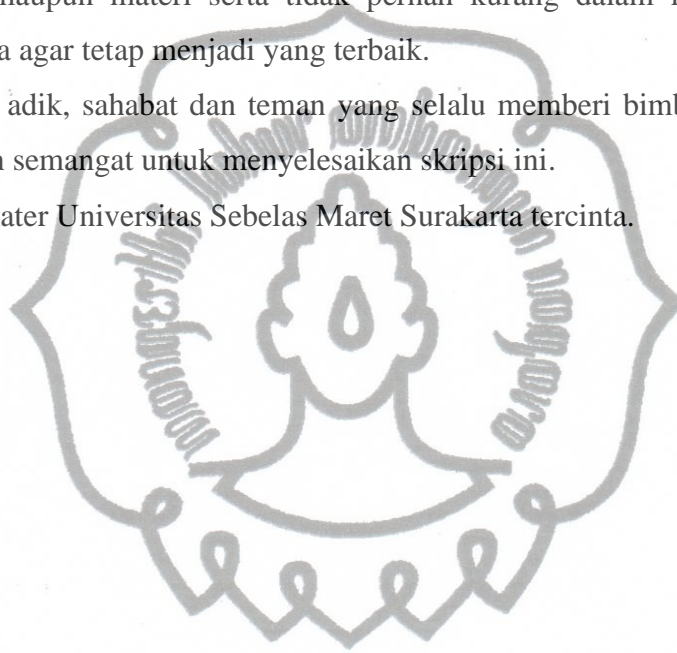 maupun materi serta tidak pernah kurang dalam
a agar tetap menjadi yang terbaik.
adik, sahabat dan teman yang selalu memberi bimb
n semangat untuk menyelesaikan skripsi ini.
ater Universitas Sebelas Maret Surakarta tercinta.